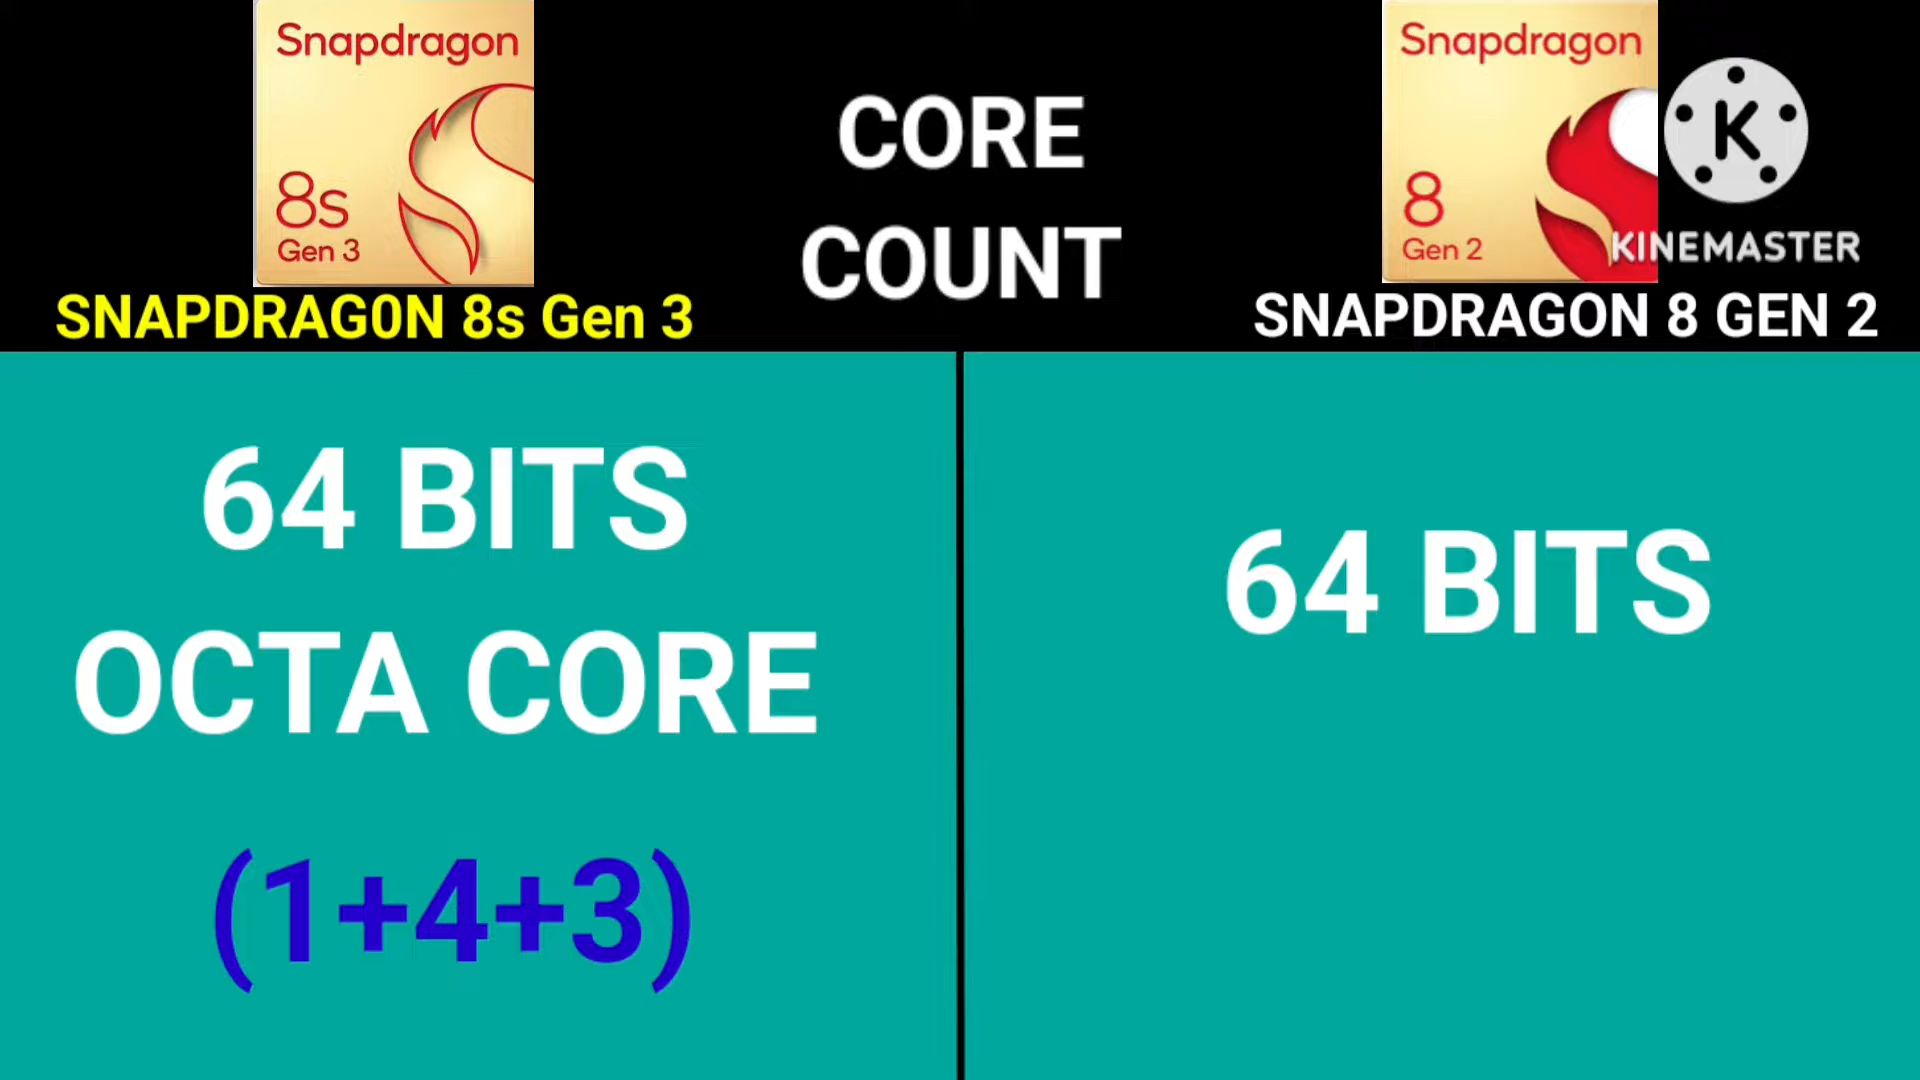 Snapdragon
8s
Gen 3
SNAPDRAG0N 8s Gen 3
CORE
COUNT
Snapdragon
8
Gen 2
K
KINEMASTER
SNAPDRAGON 8 GEN 2
64 BITS
OCTA CORE
(1+4+3)
64 BITS